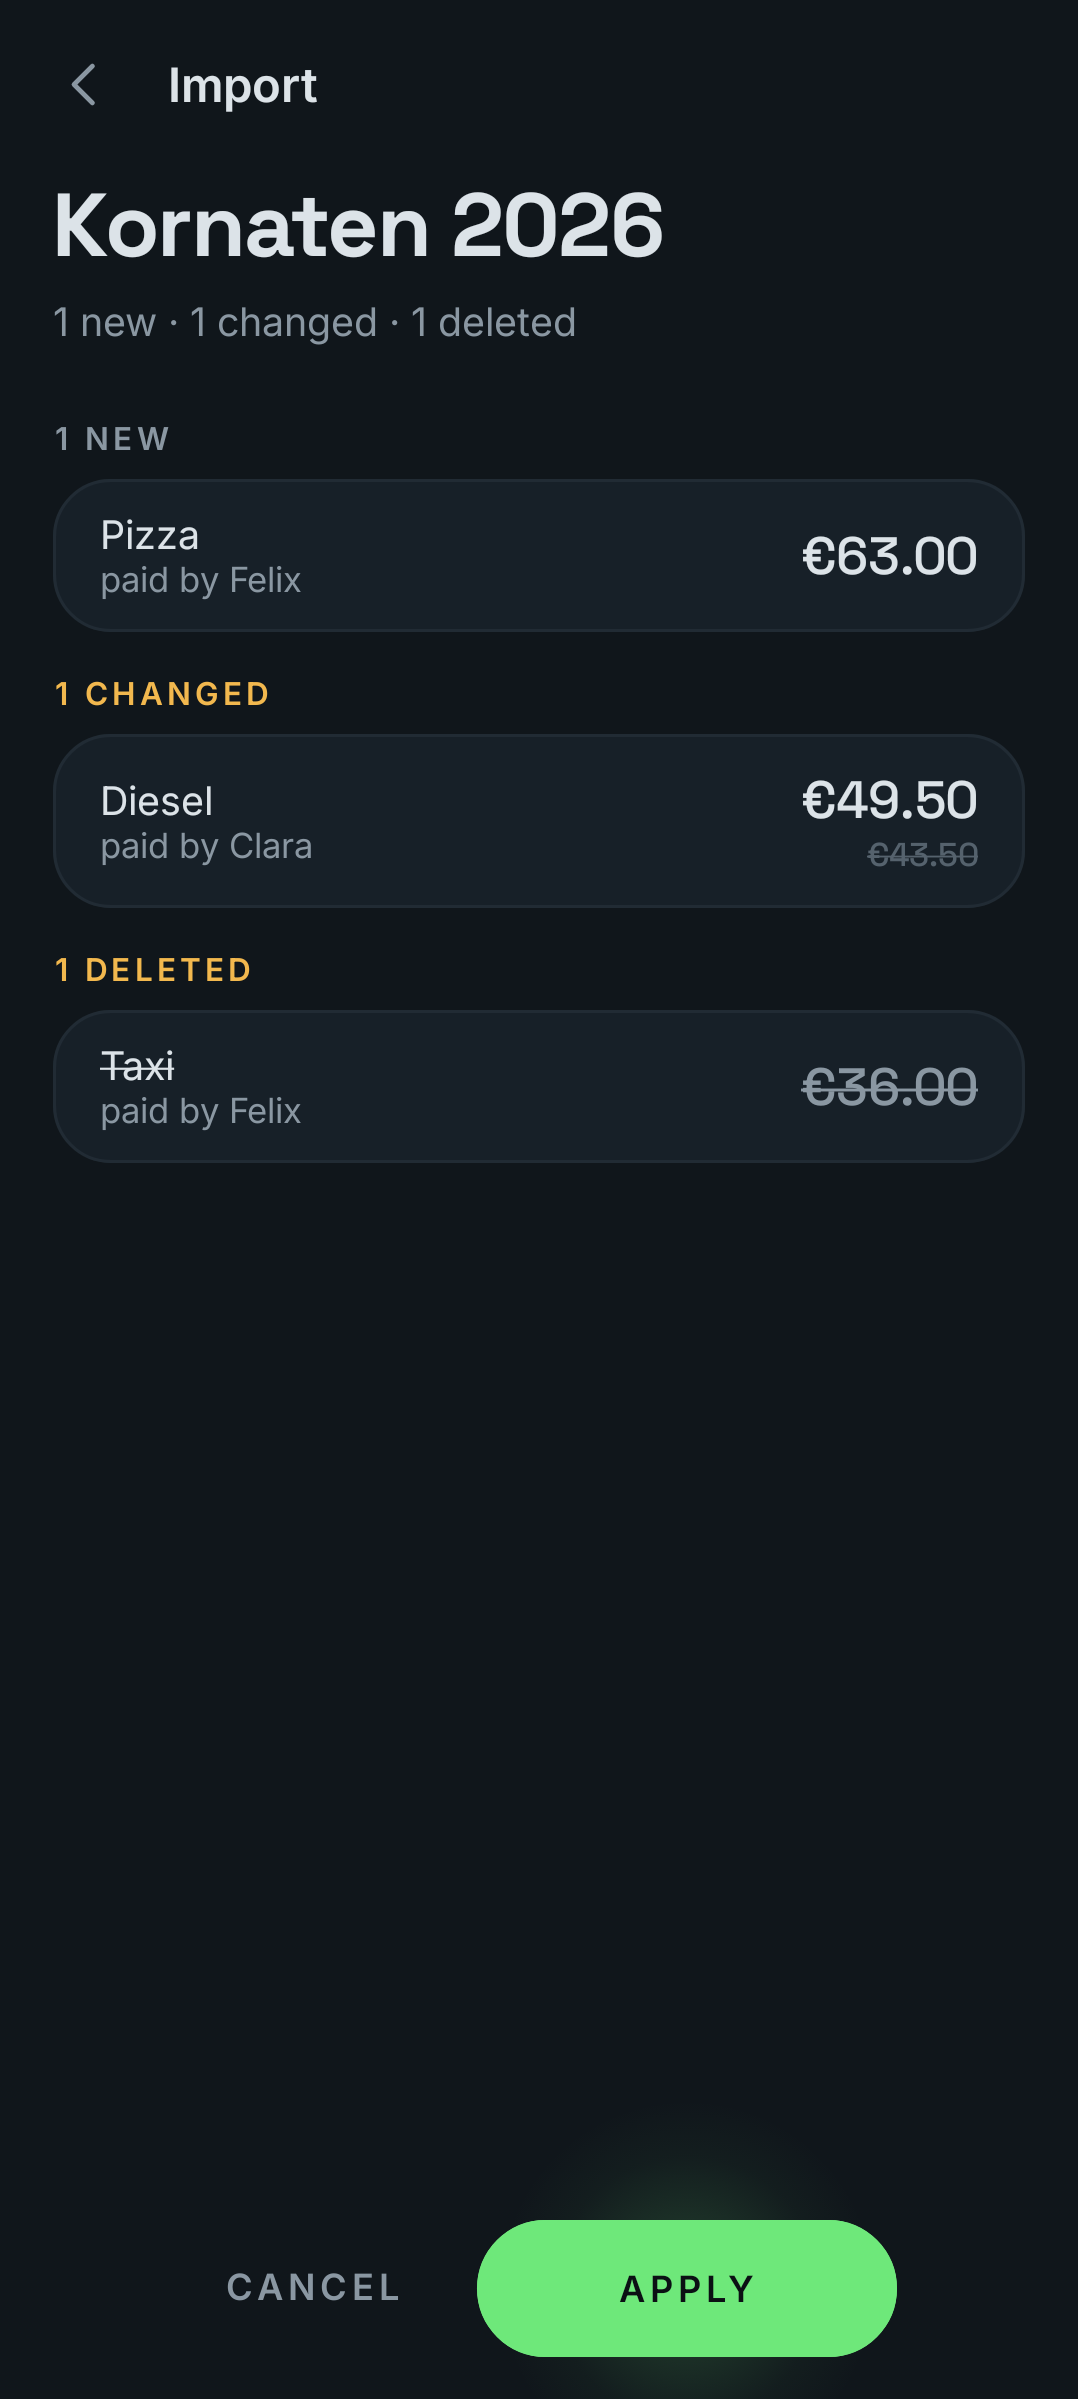 Import
Kornaten 2026
1 new · 1 changed · 1 deleted
1 NEW
Pizza
paid by Felix
€63.00
1 CHANGED
Diesel
paid by Clara
€49.50
€43.50
1 DELETED
Taxi
paid by Felix
€36.00
CANCEL
APPLY